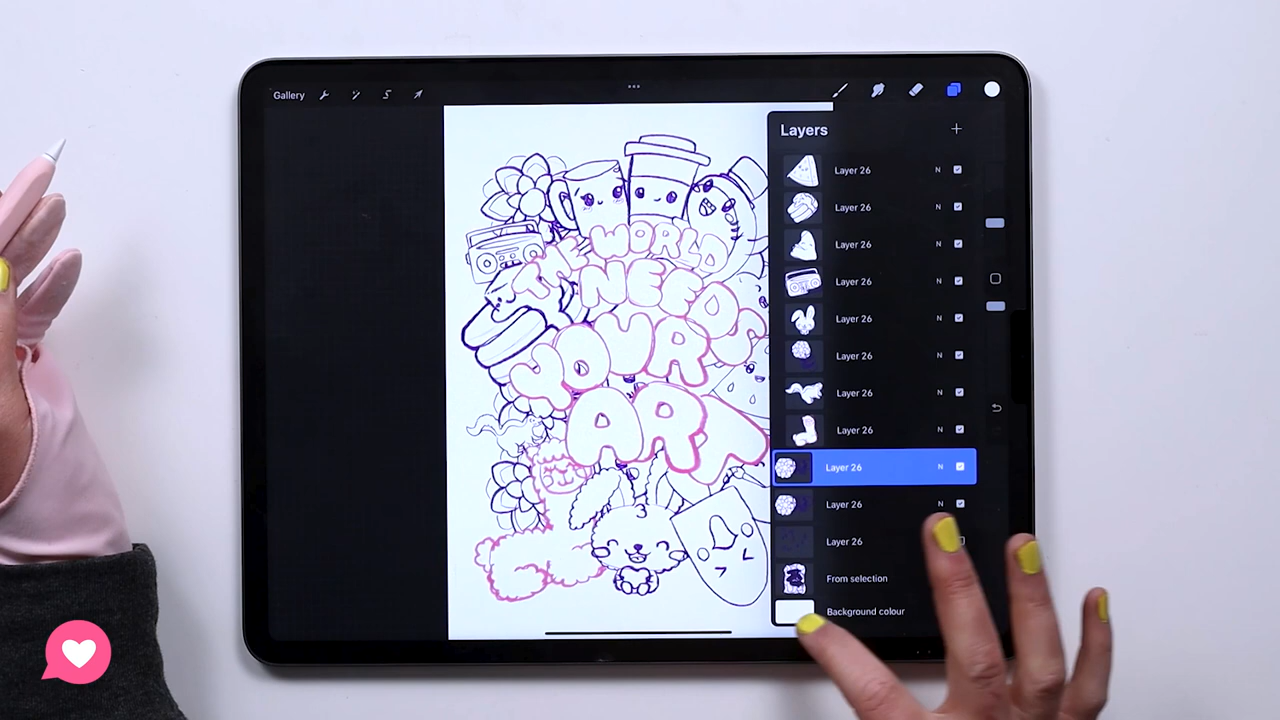 Gallery
Layers
Layer 26 N
Layer 26 N
Layer 26 N
Layer 26 N
Layer 26 N
Layer 26 N
Layer 26 N
Layer 26 N
Layer 26 N
Layer 26 N
Layer 26
From selection
Background colour
THE WORLD
NEEDS
YOUR
ART